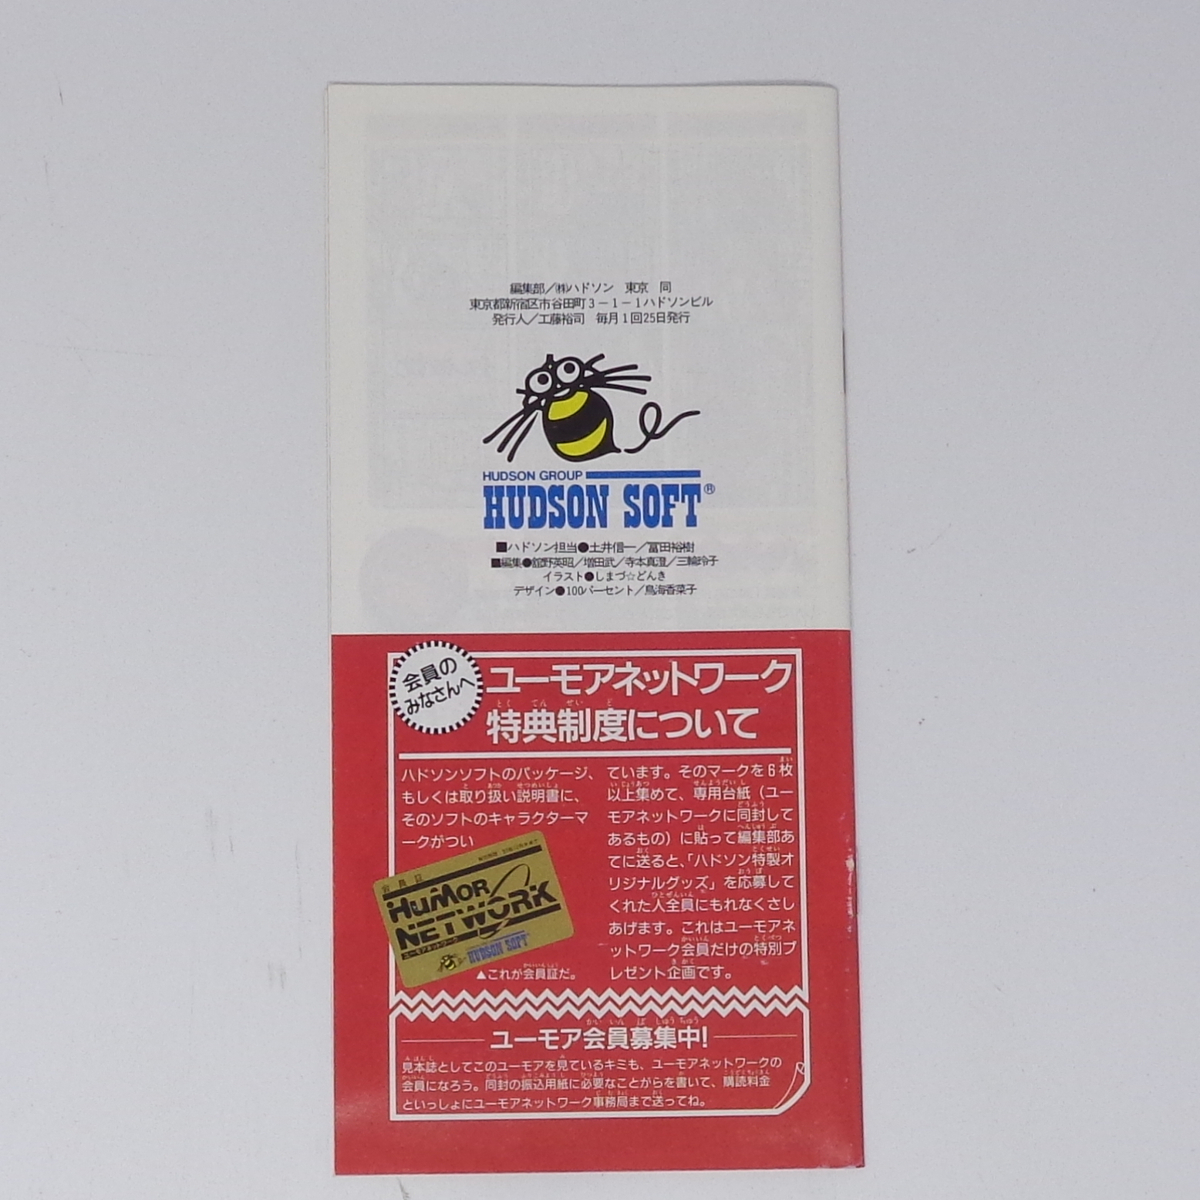 編集部／㈱ハドソン　東京　同
東京都新宿区市谷田町3－1－1ハドソンビル
発行人／工藤裕司　毎月1回25日発行
HUDSON GROUP
HUDSON SOFT®
■ハドソン担当●土井信一／冨田裕樹
■編集●舘野英昭／増田武／寺本真澄／三輪玲子
イラスト●しまづ☆どんき
デザイン●100パーセント／鳥海香菜子
会員の
みなさんへ
ユーモアネットワーク
特典制度について
ハドソンソフトのパッケージ、
もしくは取り扱い説明書に、
そのソフトのキャラクターマ
ークがつい
ています。そのマークを6枚
以上集めて、専用台紙（ユー
モアネットワークに同封して
あるもの）に貼って編集部あ
てに送ると、「ハドソン特製オ
リジナルグッズ」を応募して
くれた人全員にもれなくさし
あげます。これはユーモアネ
ットワーク会員だけの特別プ
レゼント企画です。
会員証
HuMOR
NETWORK
ユーモアネットワーク
HUDSON SOFT
▲これが会員証だ。
ユーモア会員募集中！
見本誌としてこのユーモアを見ているキミも、ユーモアネットワークの
会員になろう。同封の振込用紙に必要なことがらを書いて、購読料金
といっしょにユーモアネットワーク事務局まで送ってね。